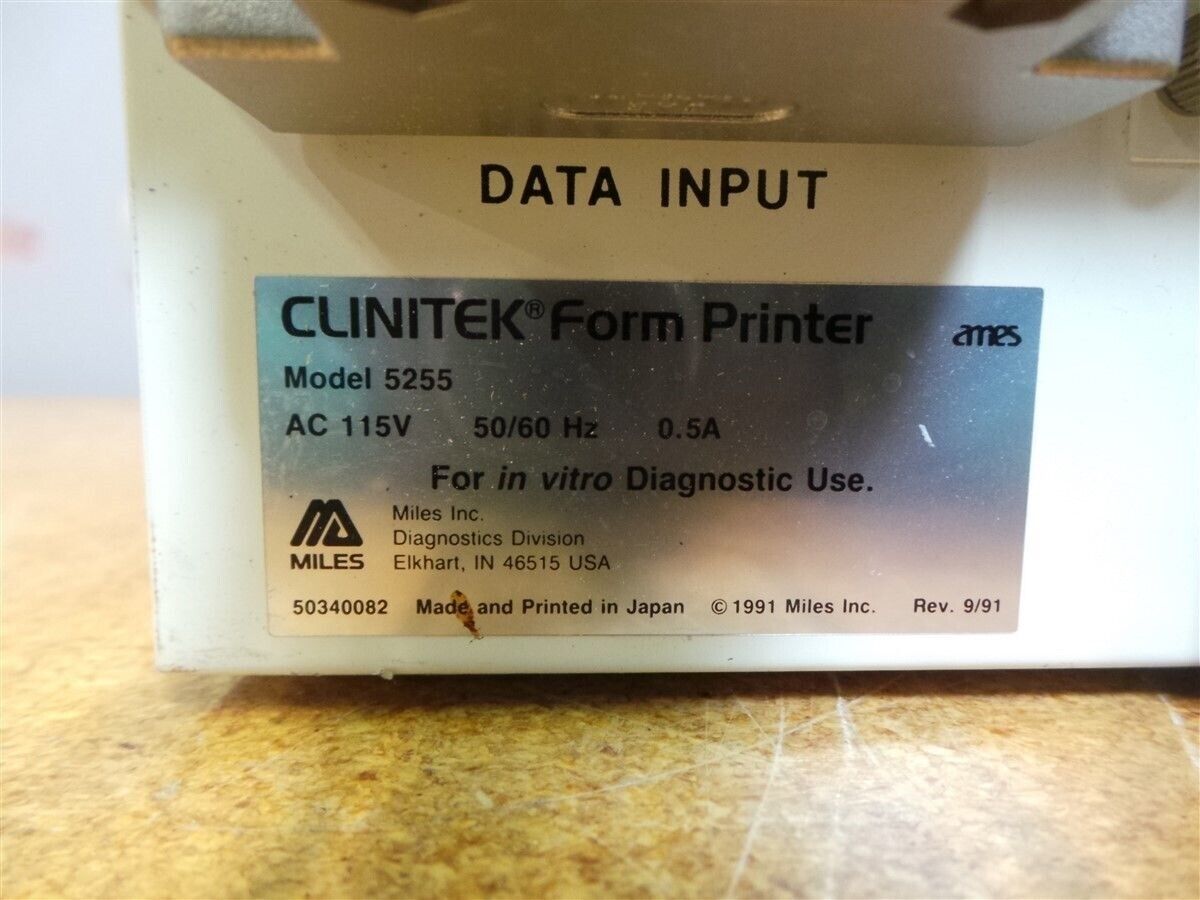 DATA INPUT
CLINITEK® Form Printer
ames
Model 5255
AC 115V 50/60 Hz 0.5A
For in vitro Diagnostic Use.
MILES
Miles Inc.
Diagnostics Division
Elkhart, IN 46515 USA
50340082 Made and Printed in Japan © 1991 Miles Inc. Rev. 9/91